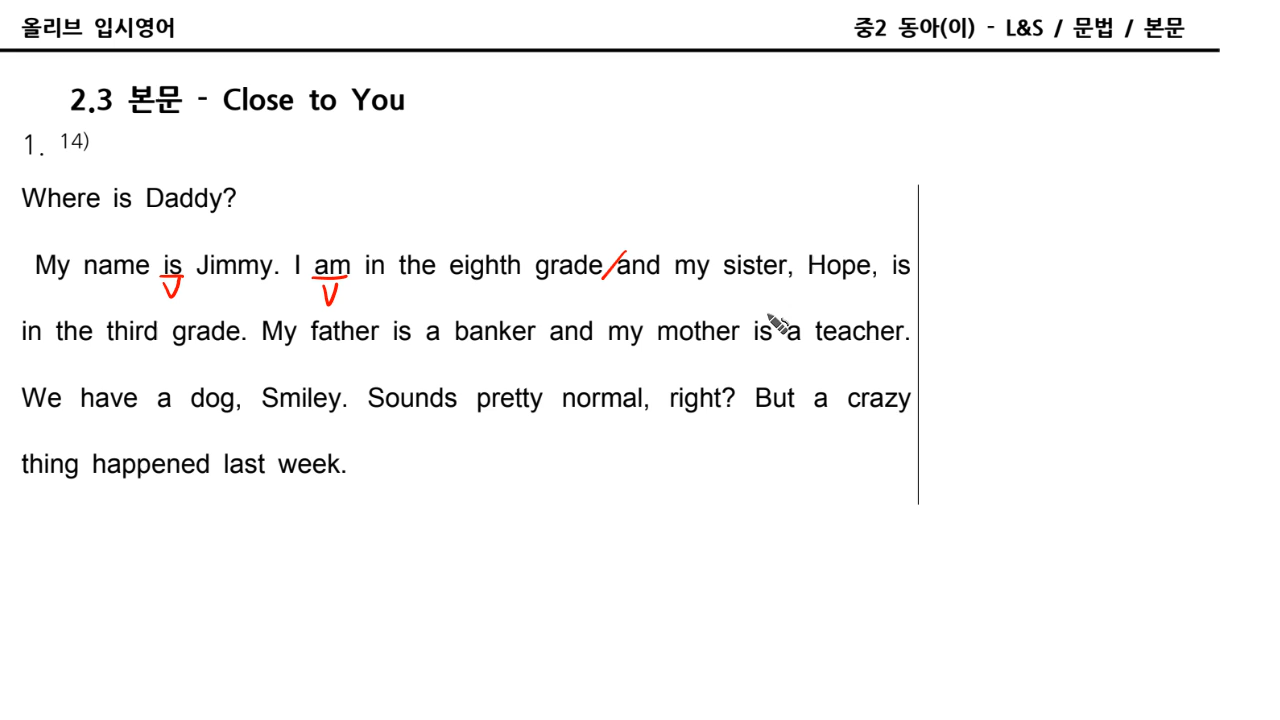 올리브 입시영어
중2 동아(이) - L&S / 문법 / 본문
2.3 본문 - Close to You
1. 14)
Where is Daddy?
My name is Jimmy. I am in the eighth grade and my sister, Hope, is
V V
in the third grade. My father is a banker and my mother is a teacher.
We have a dog, Smiley. Sounds pretty normal, right? But a crazy
thing happened last week.